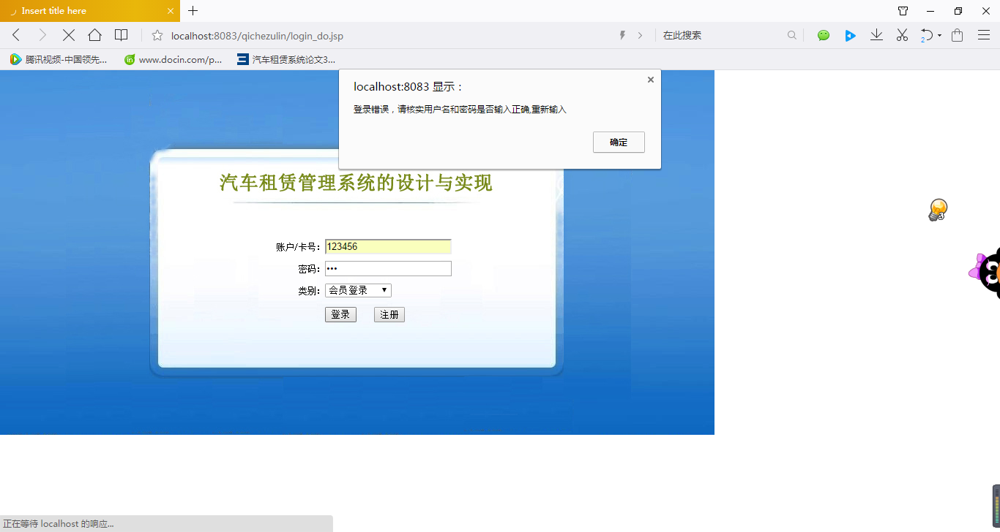 Insert title here
localhost:8083/qichezulin/login_do.jsp
在此搜索
2
腾讯视频-中国领先...
in
www.docin.com/p...
汽车租赁系统论文3...
localhost:8083 显示：
登录错误，请核实用户名和密码是否输入正确,重新输入
确定
汽车租赁管理系统的设计与实现
3
账户/卡号：
123456
密码：
•••
类别：
会员登录
登录
注册
正在等待 localhost 的响应...